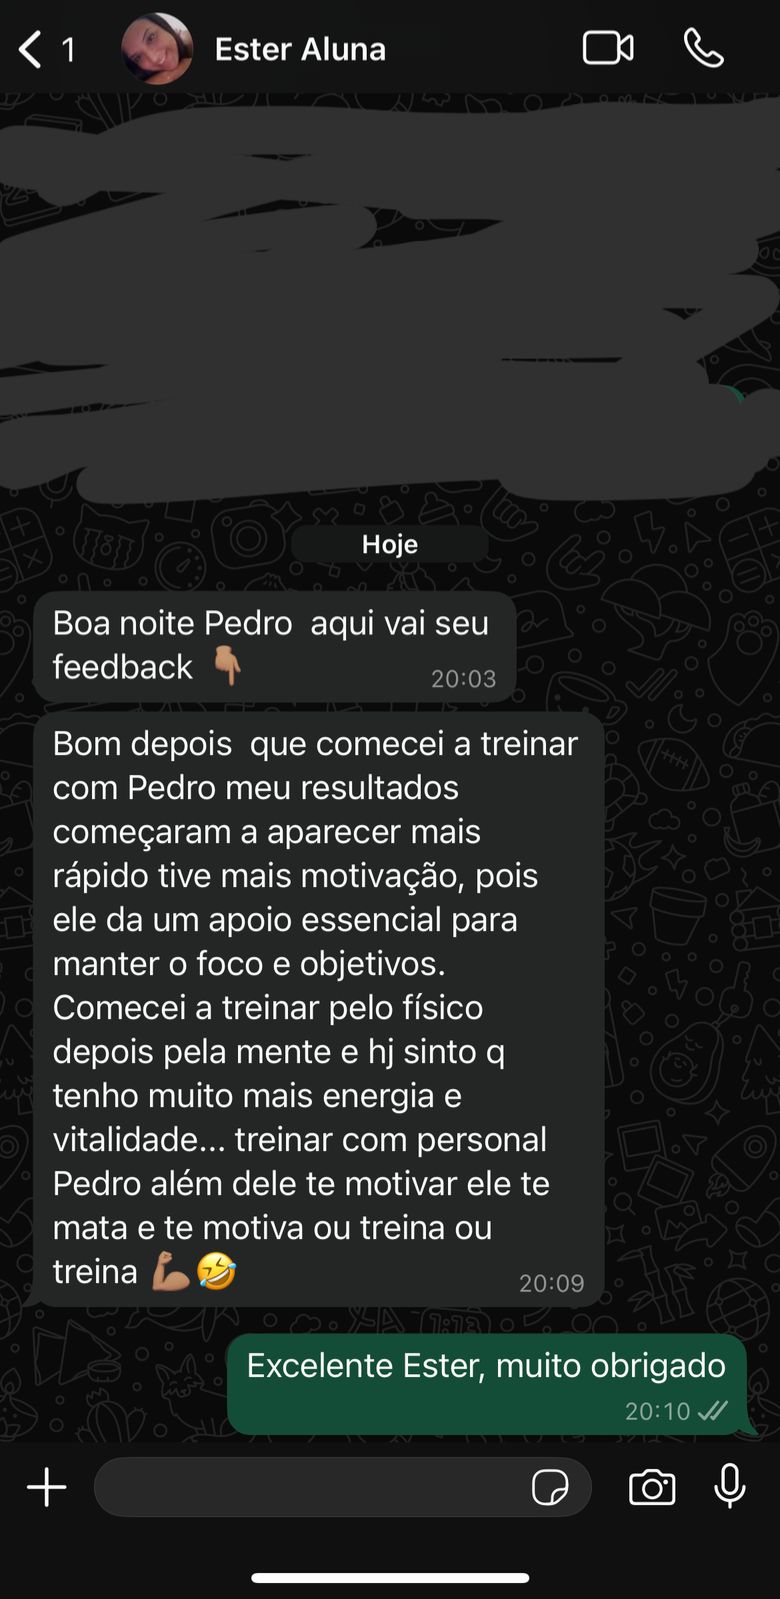 1 Ester Aluna
Hoje
Boa noite Pedro  aqui vai seu
feedback 👇🏽
20:03
Bom depois  que comecei a treinar
com Pedro meu resultados
começaram a aparecer mais
rápido tive mais motivação, pois
ele da um apoio essencial para
manter o foco e objetivos.
Comecei a treinar pelo físico
depois pela mente e hj sinto q
tenho muito mais energia e
vitalidade... treinar com personal
Pedro além dele te motivar ele te
mata e te motiva ou treina ou
treina 💪🏽🤣
20:09
Excelente Ester, muito obrigado
20:10